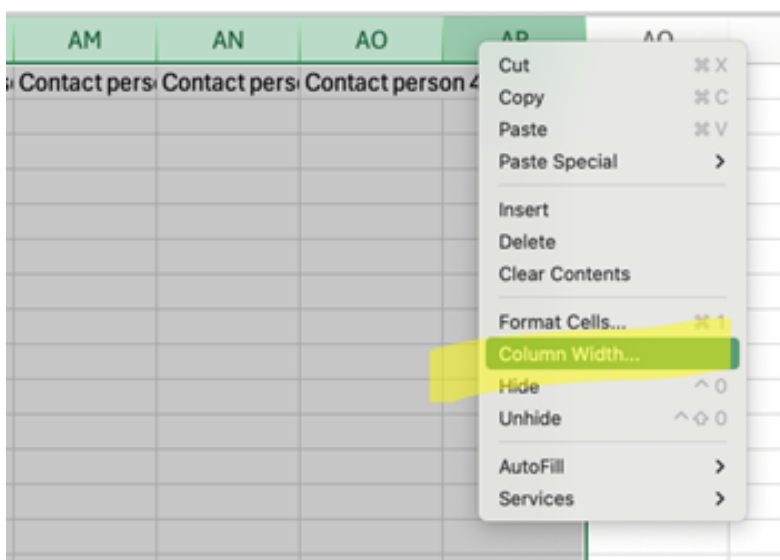 AM AN AO AP AQ
Contact pers Contact pers Contact person 4
Cut ⌘ X
Copy ⌘ C
Paste ⌘ V
Paste Special >
Insert
Delete
Clear Contents
Format Cells... ⌘ 1
Column Width...
Hide ^ 0
Unhide ^ ⇧ 0
AutoFill >
Services >